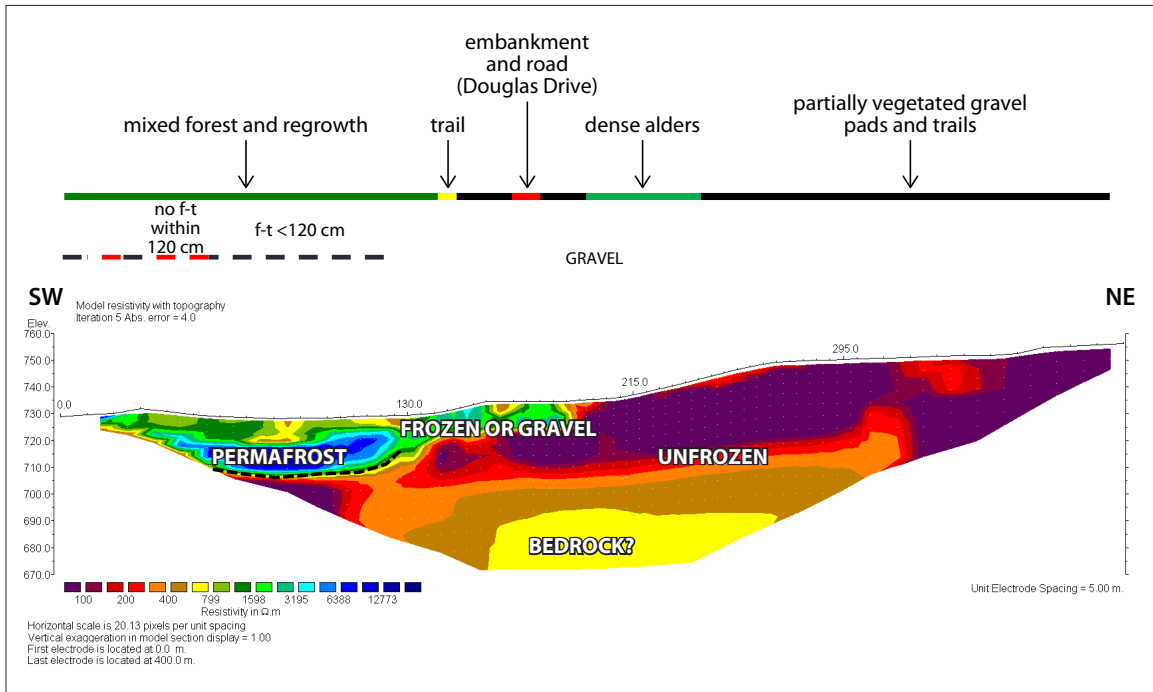 embankment
and road
(Douglas Drive)
partially vegetated gravel
pads and trails
mixed forest and regrowth
trail
dense alders
no f-t
within
120 cm
f-t <120 cm
GRAVEL
SW
NE
Model resistivity with topography
Iteration 5 Abs. error = 4.0
Elev.
760.0
750.0
740.0
730.0
720.0
710.0
700.0
690.0
680.0
670.0
0.0
130.0
215.0
295.0
FROZEN OR GRAVEL
PERMAFROST
UNFROZEN
BEDROCK?
100 200 400 799 1598 3195 6388 12773
Resistivity in Ω.m
Unit Electrode Spacing = 5.00 m.
Horizontal scale is 20.13 pixels per unit spacing
Vertical exaggeration in model section display = 1.00
First electrode is located at 0.0 m.
Last electrode is located at 400.0 m.